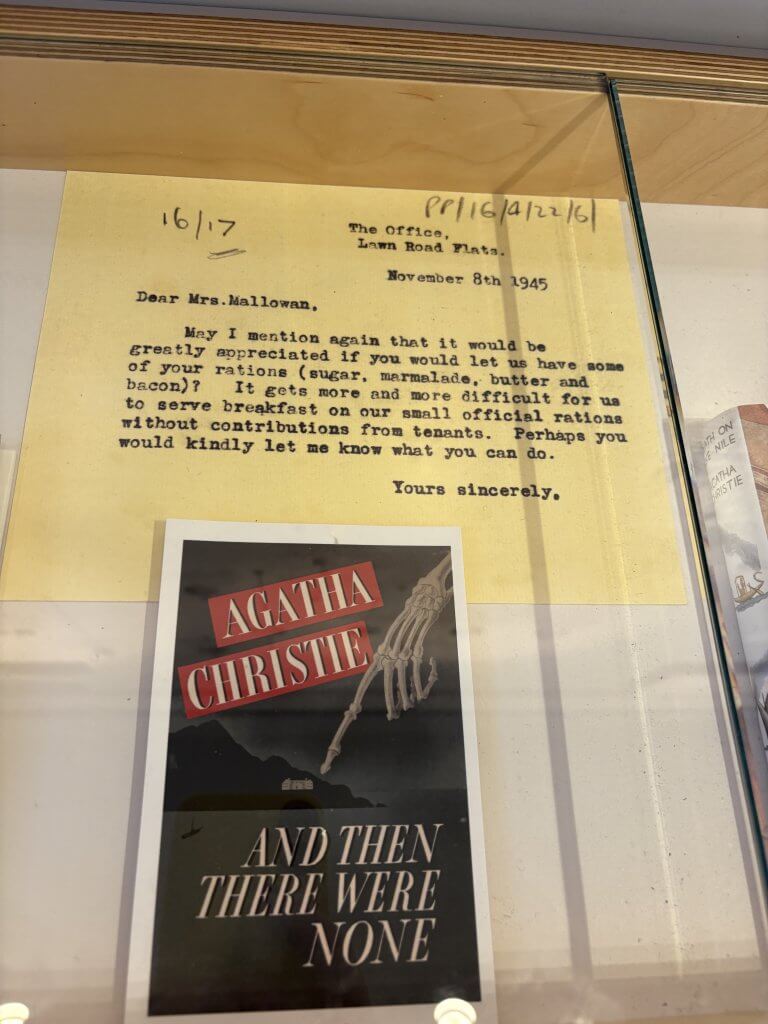 16/17
PP/16/4/22/6/
The Office,
Lawn Road Flats.
November 8th 1945
Dear Mrs.Mallowan,
May I mention again that it would be
greatly appreciated if you would let us have some
of your rations (sugar, marmalade, butter and
bacon)? It gets more and more difficult for us
to serve breakfast on our small official rations
without contributions from tenants. Perhaps you
would kindly let me know what you can do.
Yours sincerely,
AGATHA
CHRISTIE
AND THEN
THERE WERE
NONE
ATH ON
NILE
AGATHA
CHRISTIE